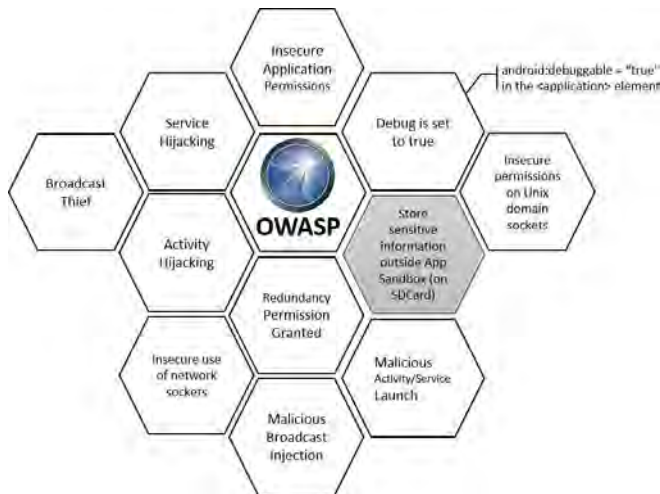 Insecure
Application
Permissions
android:debuggable = "true"
in the <application> element
Service
Hijacking
Debug is set
to true
Broadcast
Thief
OWASP
Insecure
permissions
on Unix
domain
sockets
Activity
Hijacking
Store
sensitive
information
outside App
Sandbox (on
SDCard)
Redundancy
Permission
Granted
Insecure use
of network
sockers
Malicious
Activity/Service
Launch
Malicious
Broadcast
Injection